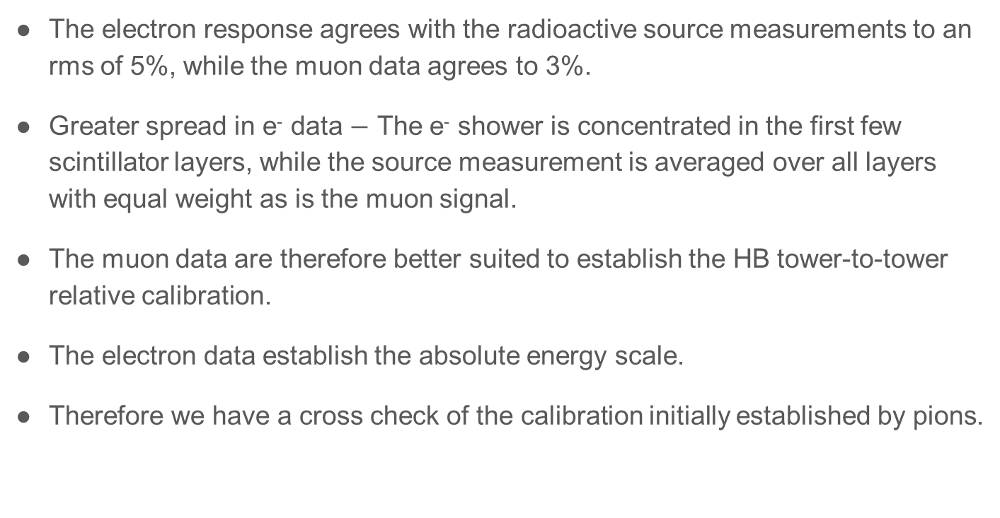 ● The electron response agrees with the radioactive source measurements to an
rms of 5%, while the muon data agrees to 3%.
● Greater spread in e⁻ data – The e⁻ shower is concentrated in the first few
scintillator layers, while the source measurement is averaged over all layers
with equal weight as is the muon signal.
● The muon data are therefore better suited to establish the HB tower-to-tower
relative calibration.
● The electron data establish the absolute energy scale.
● Therefore we have a cross check of the calibration initially established by pions.